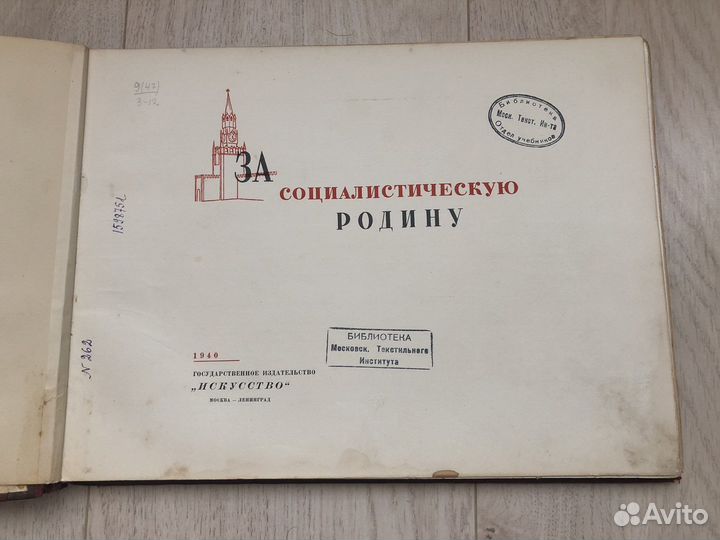 9(47)
3-12
Библиотека
Моск. Текст. Ин-та
Отдел учебников
ЗА
СОЦИАЛИСТИЧЕСКУЮ
РОДИНУ
1598751
N 262
БИБЛИОТЕКА
Московск. Текстильного
Института
1940
ГОСУДАРСТВЕННОЕ ИЗДАТЕЛЬСТВО
„ИСКУССТВО“
МОСКВА — ЛЕНИНГРАД
Avito